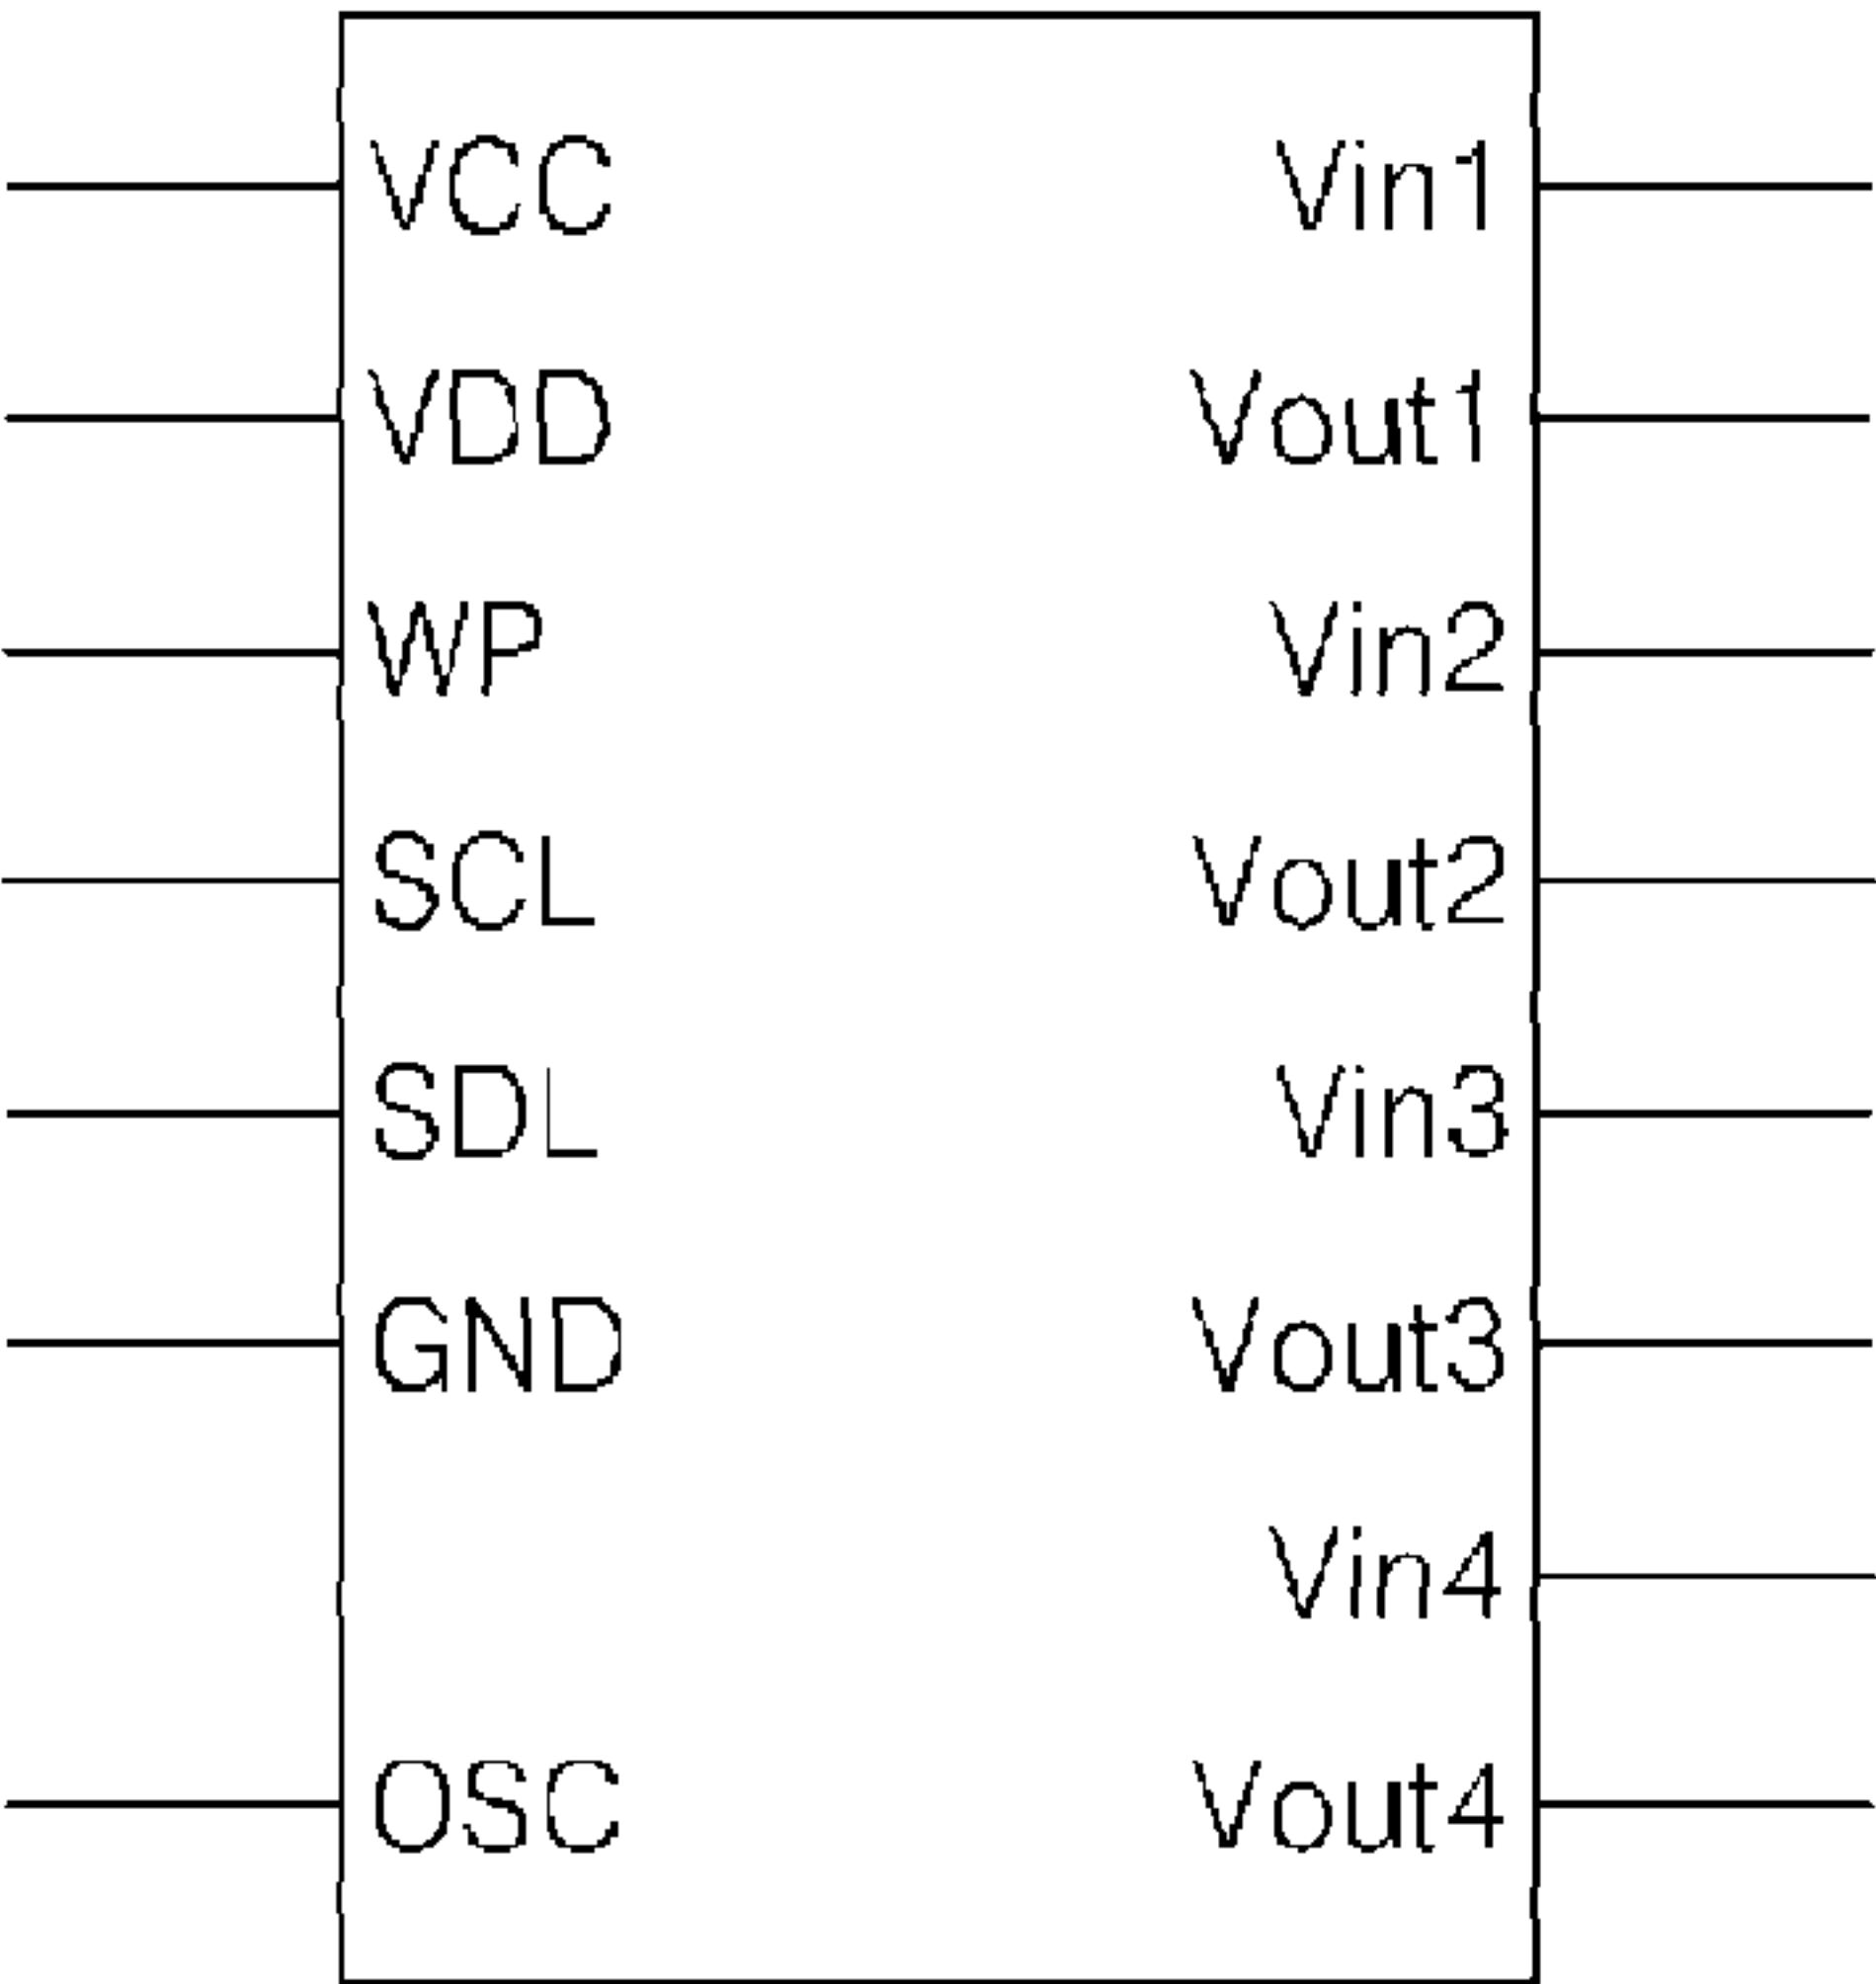 VCC Vin1
VDD Vout1
WP Vin2
SCL Vout2
SDL Vin3
GND Vout3
Vin4
OSC Vout4